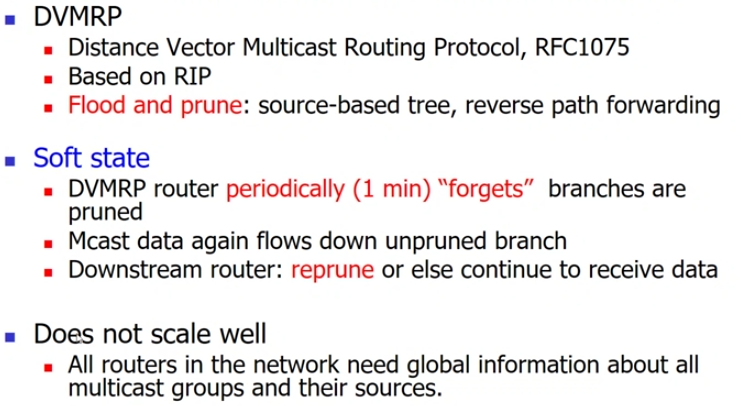 DVMRP
Distance Vector Multicast Routing Protocol, RFC1075
Based on RIP
Flood and prune: source-based tree, reverse path forwarding
Soft state
DVMRP router periodically (1 min) “forgets” branches are
pruned
Mcast data again flows down unpruned branch
Downstream router: reprune or else continue to receive data
Does not scale well
All routers in the network need global information about all
multicast groups and their sources.